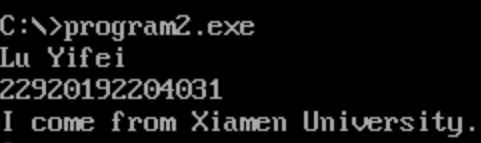 C:\>program2.exe
Lu Yifei
22920192204031
I come from Xiamen University.